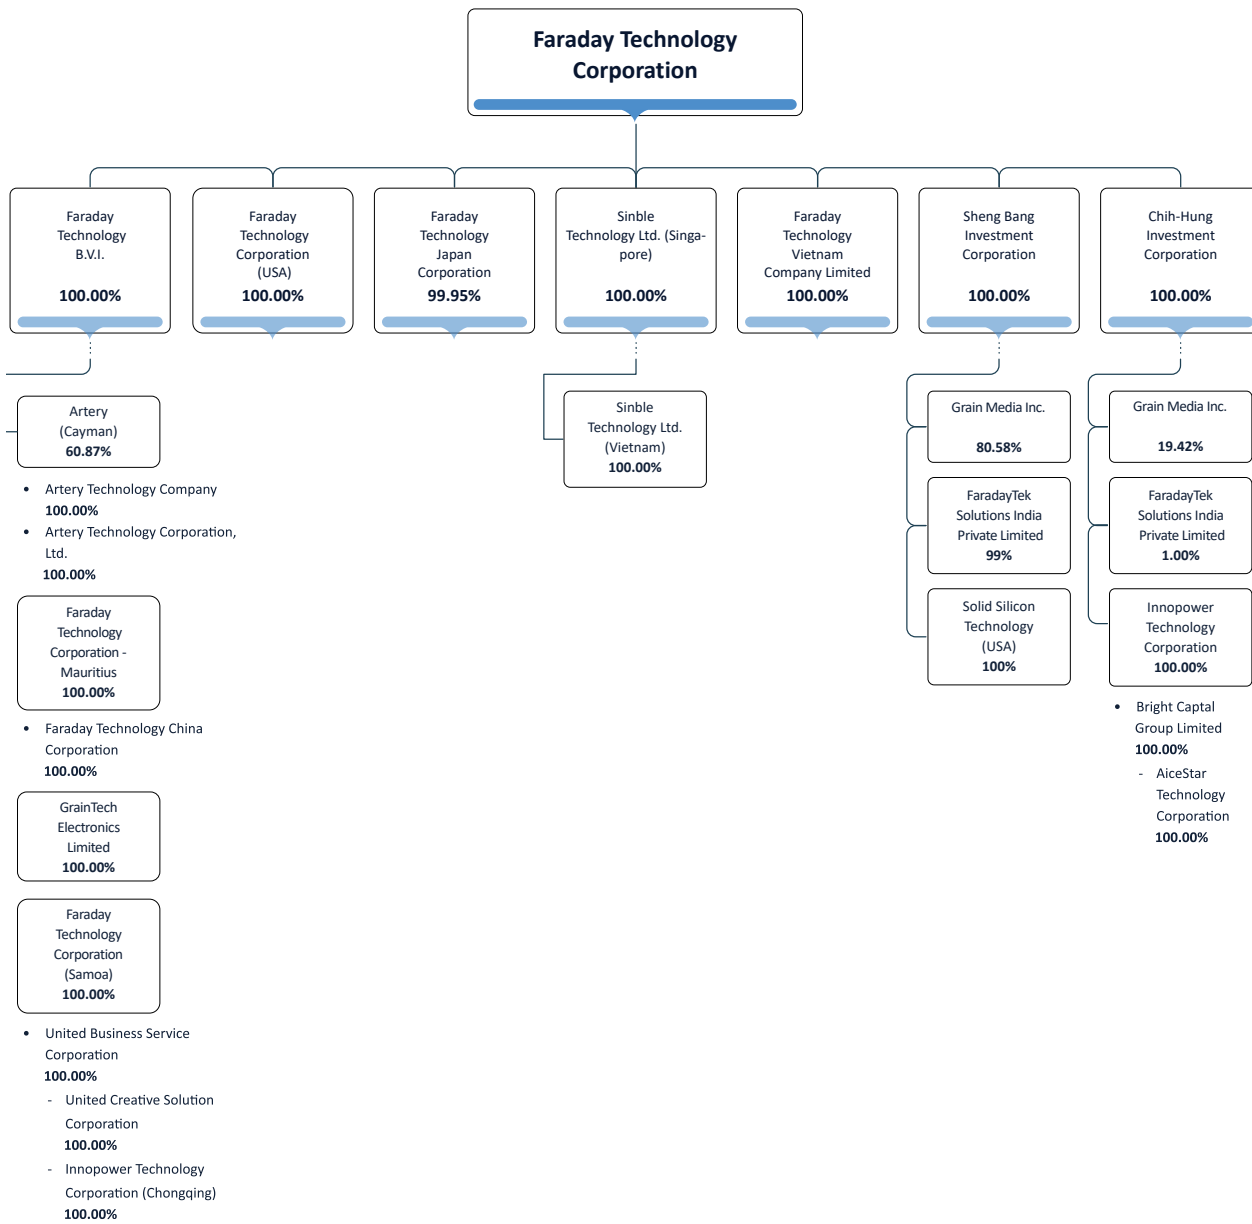 Faraday Technology
Corporation
Faraday
Technology
B.V.I.
100.00%
Faraday
Technology
Corporation
(USA)
100.00%
Faraday
Technology
Japan
Corporation
99.95%
Sinble
Technology Ltd. (Singa-
pore)
100.00%
Faraday
Technology
Vietnam
Company Limited
100.00%
Sheng Bang
Investment
Corporation
100.00%
Chih-Hung
Investment
Corporation
100.00%
Artery
(Cayman)
60.87%
• Artery Technology Company
100.00%
• Artery Technology Corporation,
Ltd.
100.00%
Faraday
Technology
Corporation -
Mauritius
100.00%
• Faraday Technology China
Corporation
100.00%
GrainTech
Electronics
Limited
100.00%
Faraday
Technology
Corporation
(Samoa)
100.00%
• United Business Service
Corporation
100.00%
- United Creative Solution
Corporation
100.00%
- Innopower Technology
Corporation (Chongqing)
100.00%
Sinble
Technology Ltd.
(Vietnam)
100.00%
Grain Media Inc.
80.58%
FaradayTek
Solutions India
Private Limited
99%
Solid Silicon
Technology
(USA)
100%
Grain Media Inc.
19.42%
FaradayTek
Solutions India
Private Limited
1.00%
Innopower
Technology
Corporation
100.00%
• Bright Captal
Group Limited
100.00%
- AiceStar
Technology
Corporation
100.00%